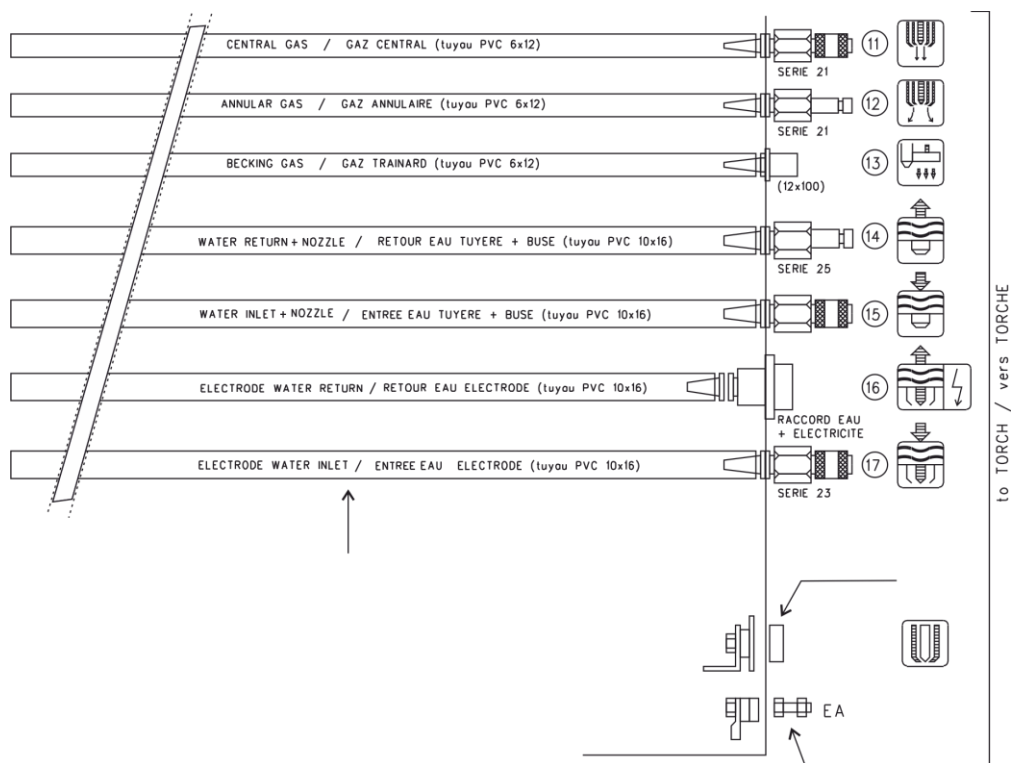 CENTRAL GAS / GAZ CENTRAL (tuyau PVC 6x12)
SERIE 21
11
ANNULAR GAS / GAZ ANNULAIRE (tuyau PVC 6x12)
SERIE 21
12
BECKING GAS / GAZ TRAINARD (tuyau PVC 6x12)
(12x100)
13
WATER RETURN + NOZZLE / RETOUR EAU TUYERE + BUSE (tuyau PVC 10x16)
SERIE 25
14
WATER INLET + NOZZLE / ENTREE EAU TUYERE + BUSE (tuyau PVC 10x16)
15
ELECTRODE WATER RETURN / RETOUR EAU ELECTRODE (tuyau PVC 10x16)
16
RACCORD EAU
+ ELECTRICITE
ELECTRODE WATER INLET / ENTREE EAU ELECTRODE (tuyau PVC 10x16)
17
SERIE 23
EA
to TORCH / vers TORCHE